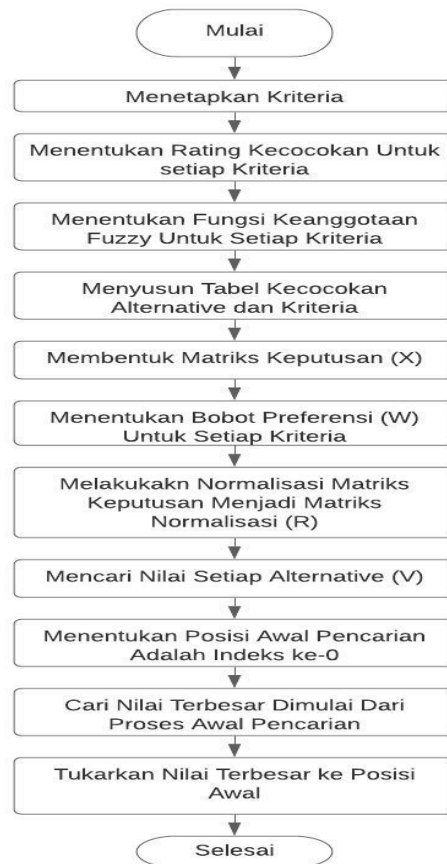 Mulai
Menetapkan Kriteria
Menentukan Rating Kecocokan Untuk
setiap Kriteria
Menentukan Fungsi Keanggotaan
Fuzzy Untuk Setiap Kriteria
Menyusun Tabel Kecocokan
Alternative dan Kriteria
Membentuk Matriks Keputusan (X)
Menentukan Bobot Preferensi (W)
Untuk Setiap Kriteria
Melakukakn Normalisasi Matriks
Keputusan Menjadi Matriks
Normalisasi (R)
Mencari Nilai Setiap Alternative (V)
Menentukan Posisi Awal Pencarian
Adalah Indeks ke-0
Cari Nilai Terbesar Dimulai Dari
Proses Awal Pencarian
Tukarkan Nilai Terbesar ke Posisi
Awal
Selesai